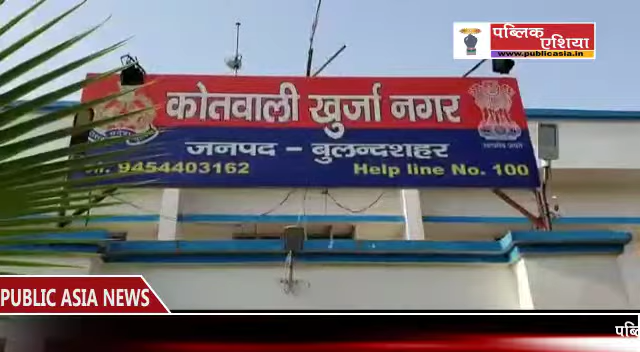 पब्लिक
एशिया
www.publicasia.in
कोतवाली खुर्जा नगर
जनपद - बुलन्दशहर
9454403162
Help line No. 100
PUBLIC ASIA NEWS